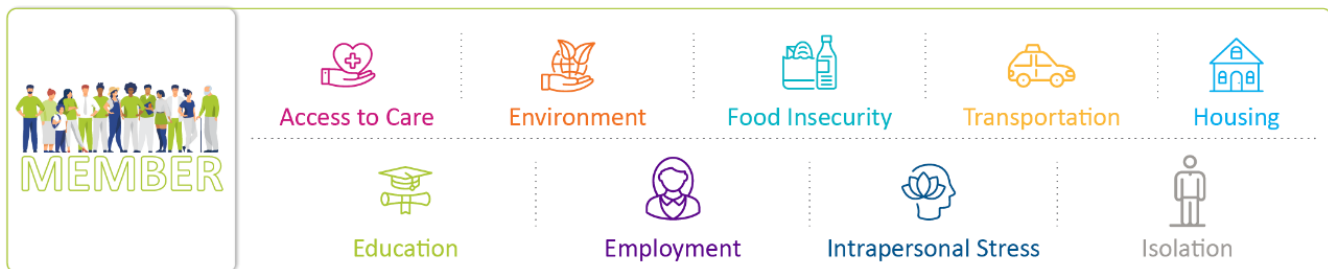 MEMBER
Access to Care
Environment
Food Insecurity
Transportation
Housing
Education
Employment
Intrapersonal Stress
Isolation